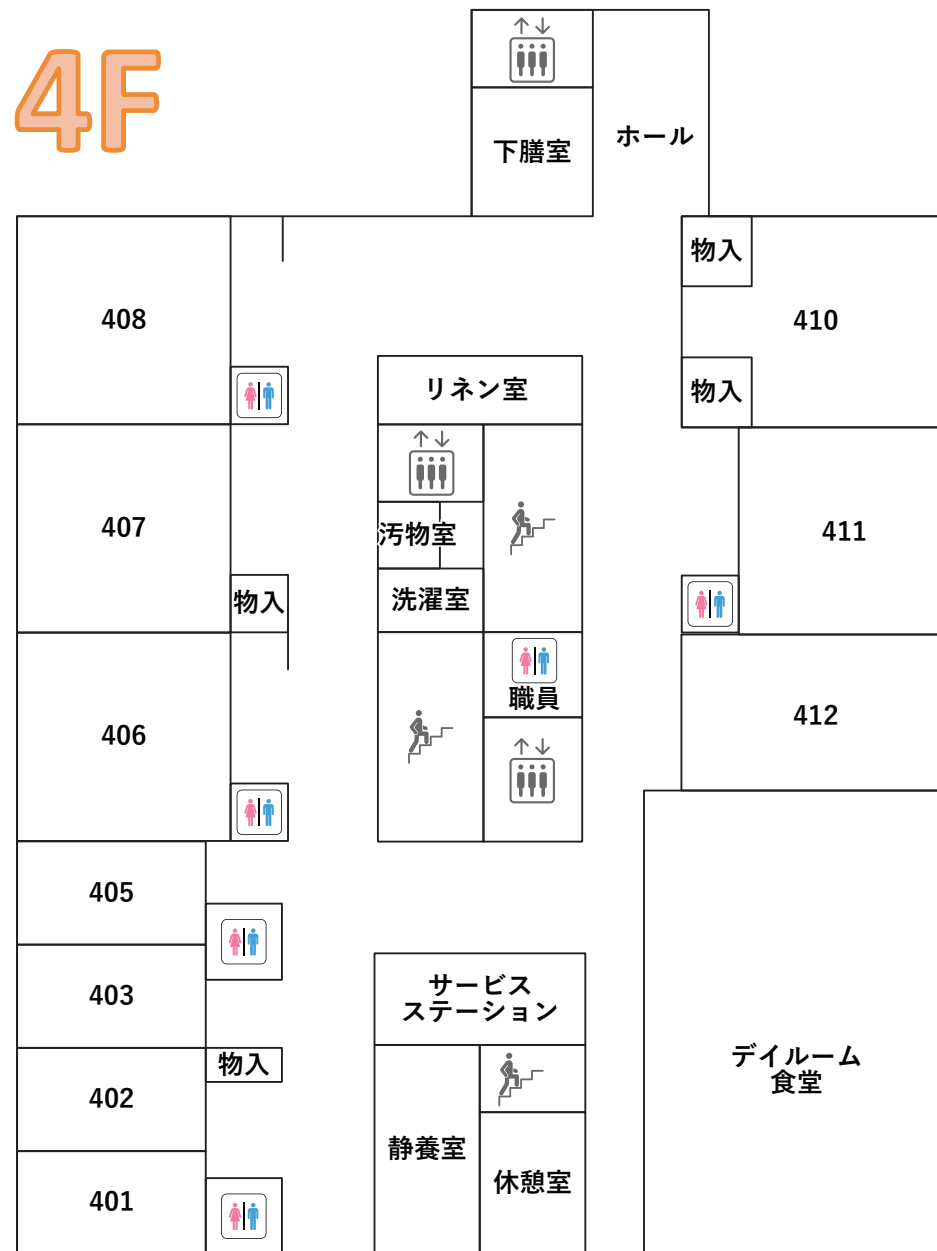 4F
下膳室
ホール
物入
408
410
リネン室
物入
407
汚物室
411
洗濯室
物入
職員
406
412
405
サービス
ステーション
403
デイルーム
食堂
物入
402
静養室
休憩室
401